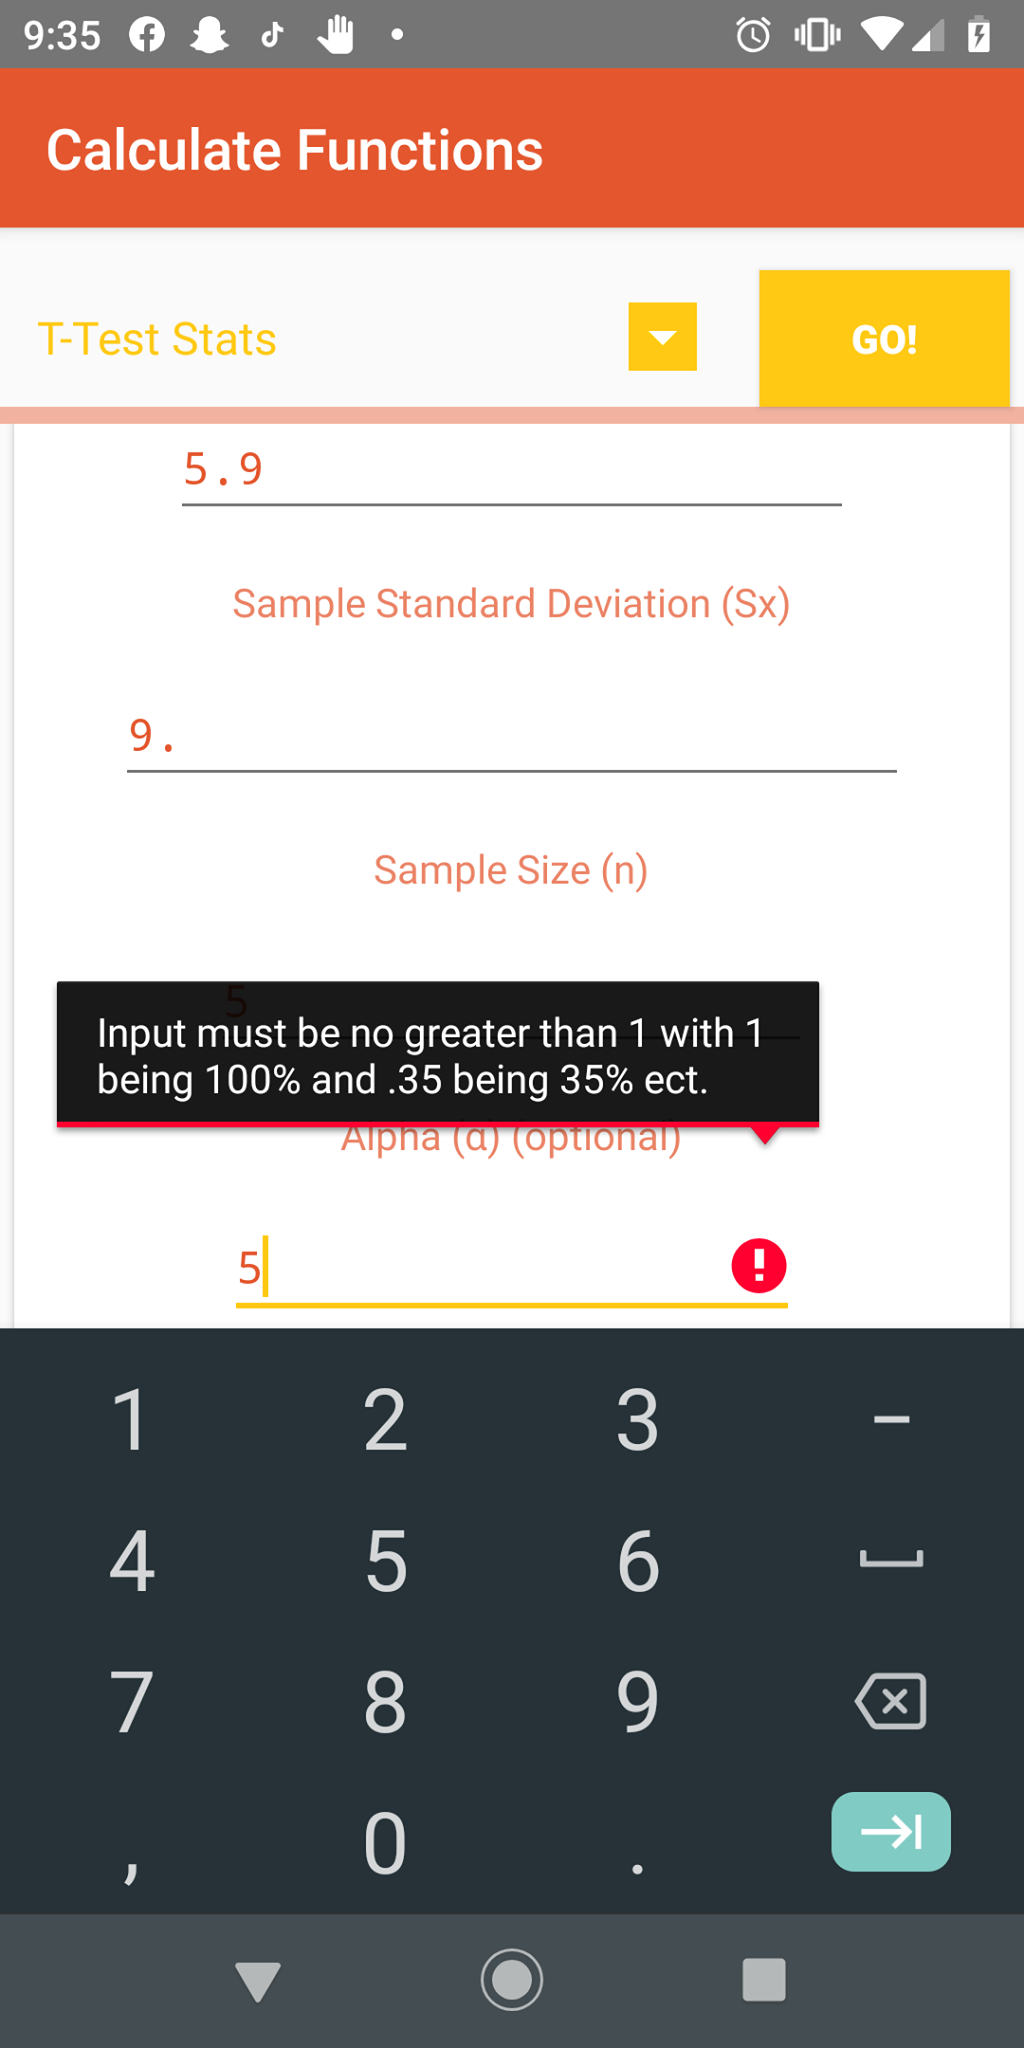 9:35
Calculate Functions
T-Test Stats
GO!
5.9
Sample Standard Deviation (Sx)
9.
Sample Size (n)
5
Input must be no greater than 1 with 1
being 100% and .35 being 35% ect.
Alpha (α) (optional)
5
1 2 3 –
4 5 6
7 8 9
, 0 .